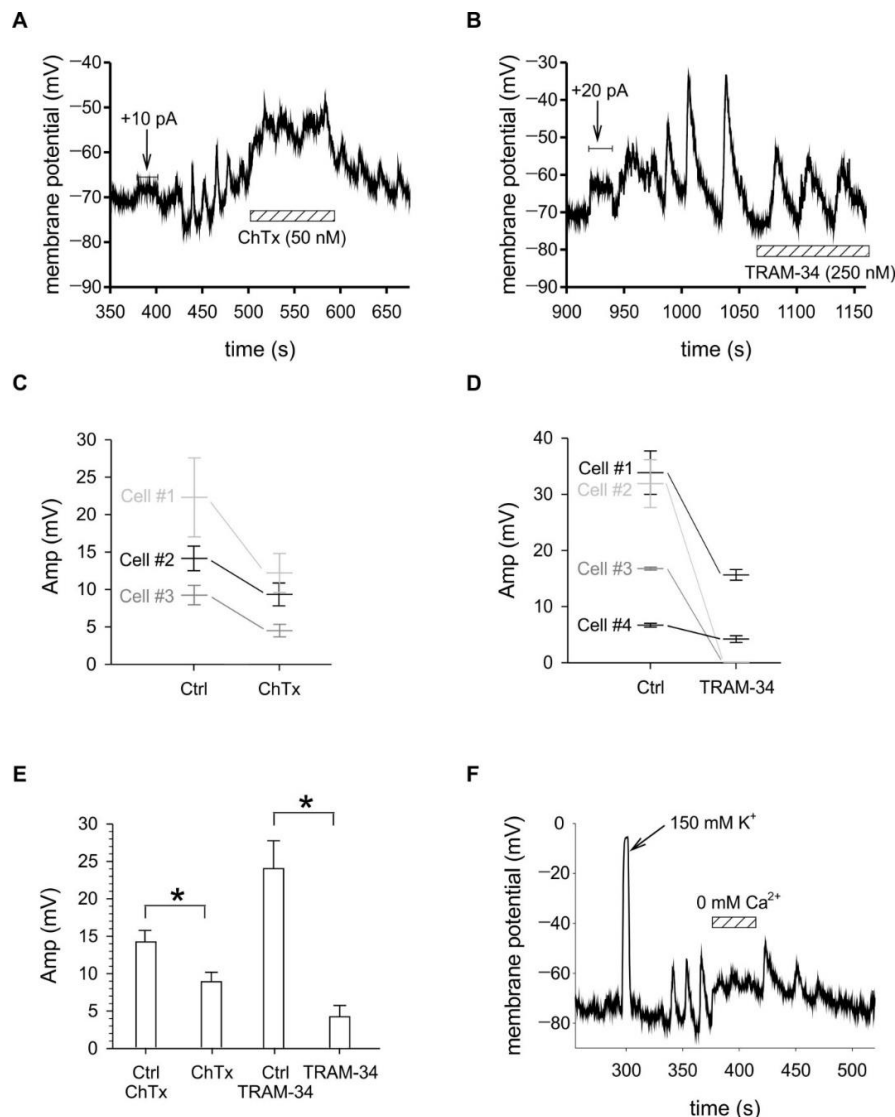 A
B
−40
−50
−60
−70
−80
−90
membrane potential (mV)
+10 pA
ChTx (50 nM)
350 400 450 500 550 600 650
time (s)
−30
−40
−50
−60
−70
−80
−90
membrane potential (mV)
+20 pA
TRAM-34 (250 nM)
900 950 1000 1050 1100 1150
time (s)
C
D
30
25
20
15
10
5
0
Amp (mV)
Cell #1
Cell #2
Cell #3
Ctrl ChTx
40
30
20
10
0
Amp (mV)
Cell #1
Cell #2
Cell #3
Cell #4
Ctrl TRAM-34
E
F
30
25
20
15
10
5
0
Amp (mV)
*
*
Ctrl ChTx Ctrl TRAM-34
ChTx TRAM-34
0
−20
−40
−60
−80
membrane potential (mV)
150 mM K⁺
0 mM Ca²⁺
300 350 400 450 500
time (s)